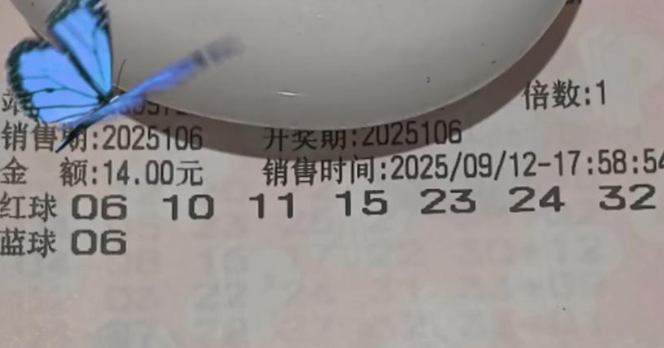 倍数:1
销售期:2025106 开奖期:2025106
金 额:14.00元 销售时间:2025/09/12-17:58:54
红球 06 10 11 15 23 24 32
蓝球 06